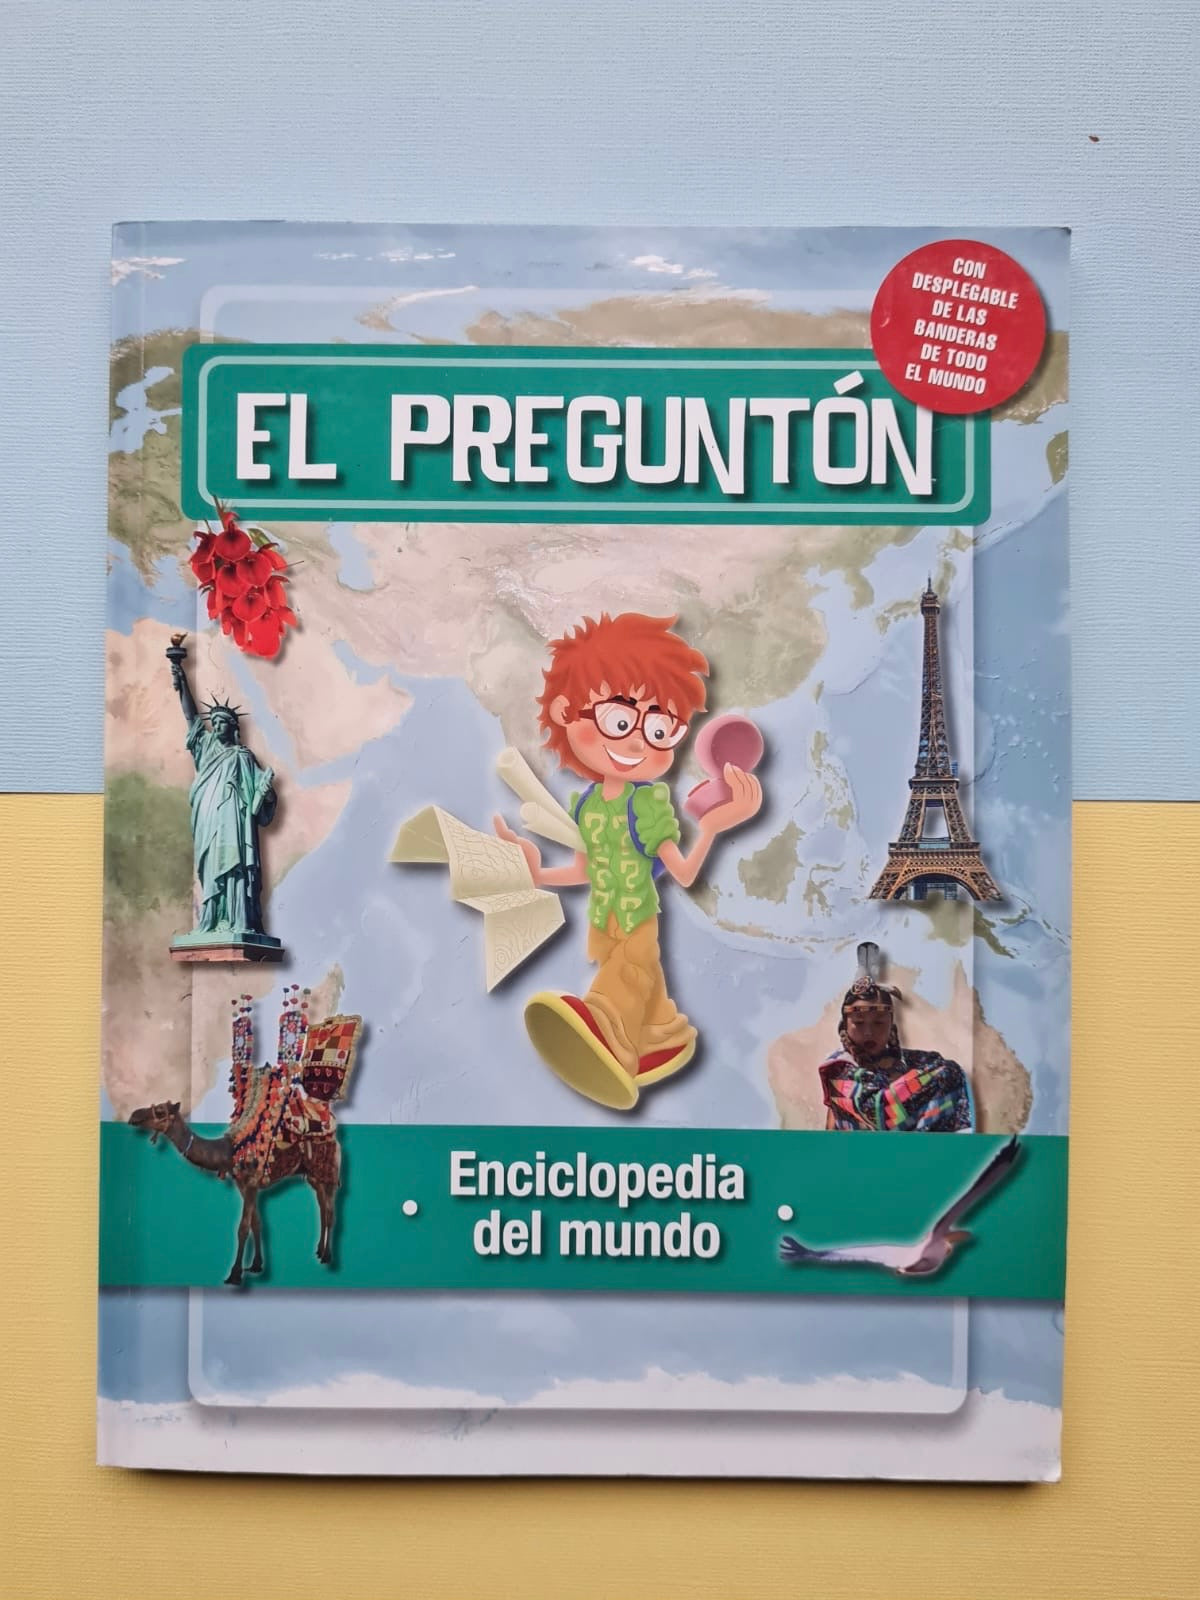 CON
DESPLEGABLE
DE LAS
BANDERAS
DE TODO
EL MUNDO
EL PREGUNTÓN
Enciclopedia
del mundo